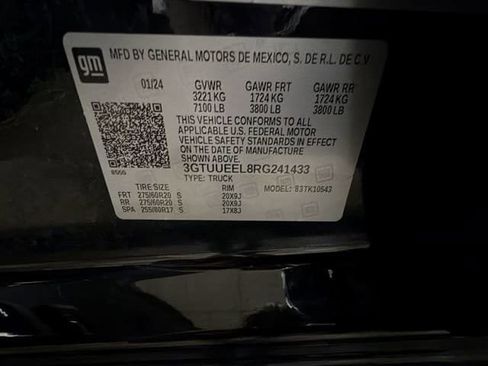 gm
MFD BY GENERAL MOTORS DE MEXICO, S. DE R.L. DE C.V
01/24 GVWR GAWR FRT GAWR RR
3221 KG 1724 KG 1724 KG
7100 LB 3800 LB 3800 LB
THIS VEHICLE CONFORMS TO ALL
APPLICABLE U.S. FEDERAL MOTOR
VEHICLE SAFETY STANDARDS IN EFFECT
ON THE DATE OF MANUFACTURE SHOWN ABOVE.
3GTUUEEL8RG241433
TYPE: TRUCK MODEL:
TIRE SIZE RIM
FRT 275/60R20 S 20X9J
RR 275/60R20 S 20X9J
SPA 255/80R17 S 17X8J